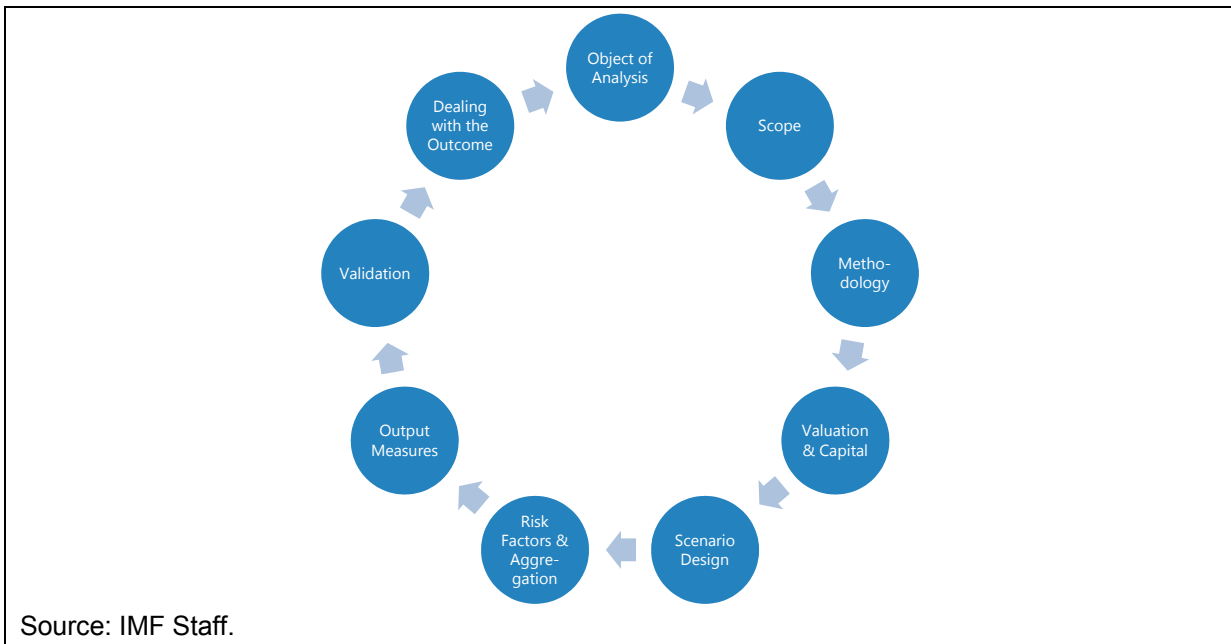 Object of
Analysis
Scope
Metho-
dology
Valuation
& Capital
Scenario
Design
Risk
Factors &
Aggre-
gation
Output
Measures
Validation
Dealing
with the
Outcome
Source: IMF Staff.